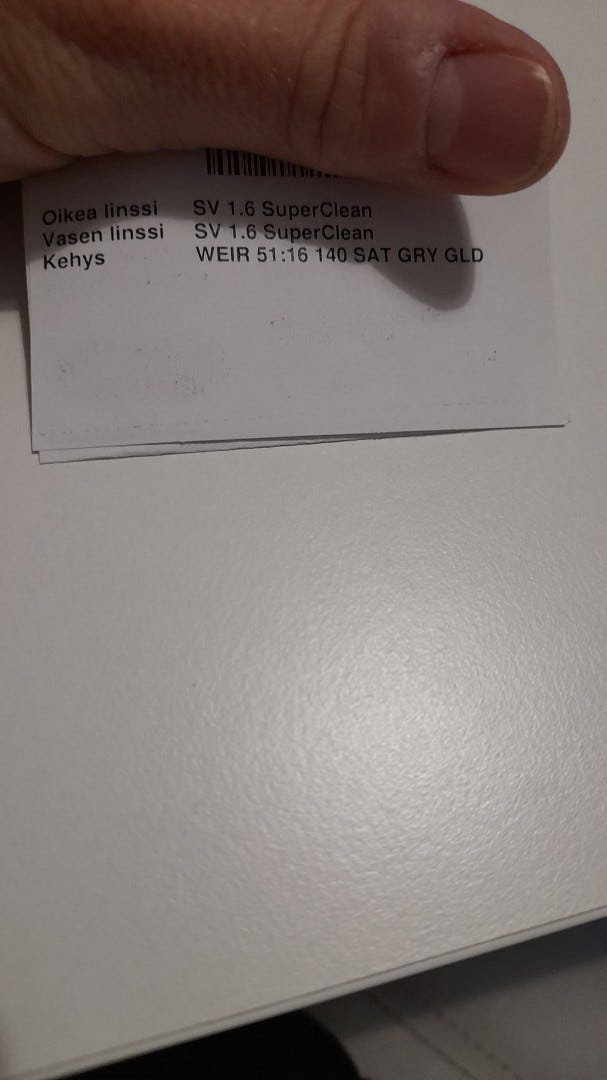 Oikea linssi SV 1.6 SuperClean
Vasen linssi SV 1.6 SuperClean
Kehys WEIR 51:16 140 SAT GRY GLD